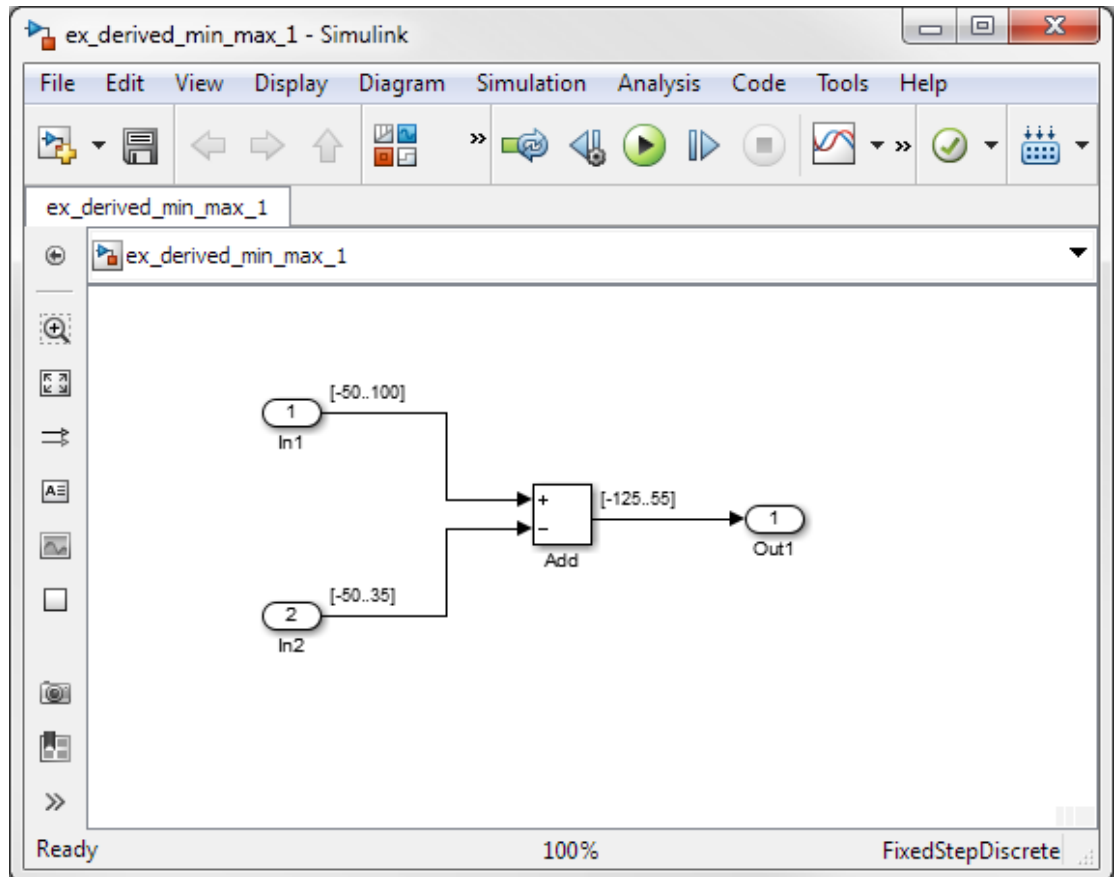 ex_derived_min_max_1 - Simulink
File Edit View Display Diagram Simulation Analysis Code Tools Help
ex_derived_min_max_1
ex_derived_min_max_1
[-50..100]
1
In1
+
[-125..55]
−
1
Add
Out1
[-50..35]
2
In2
Ready 100% FixedStepDiscrete